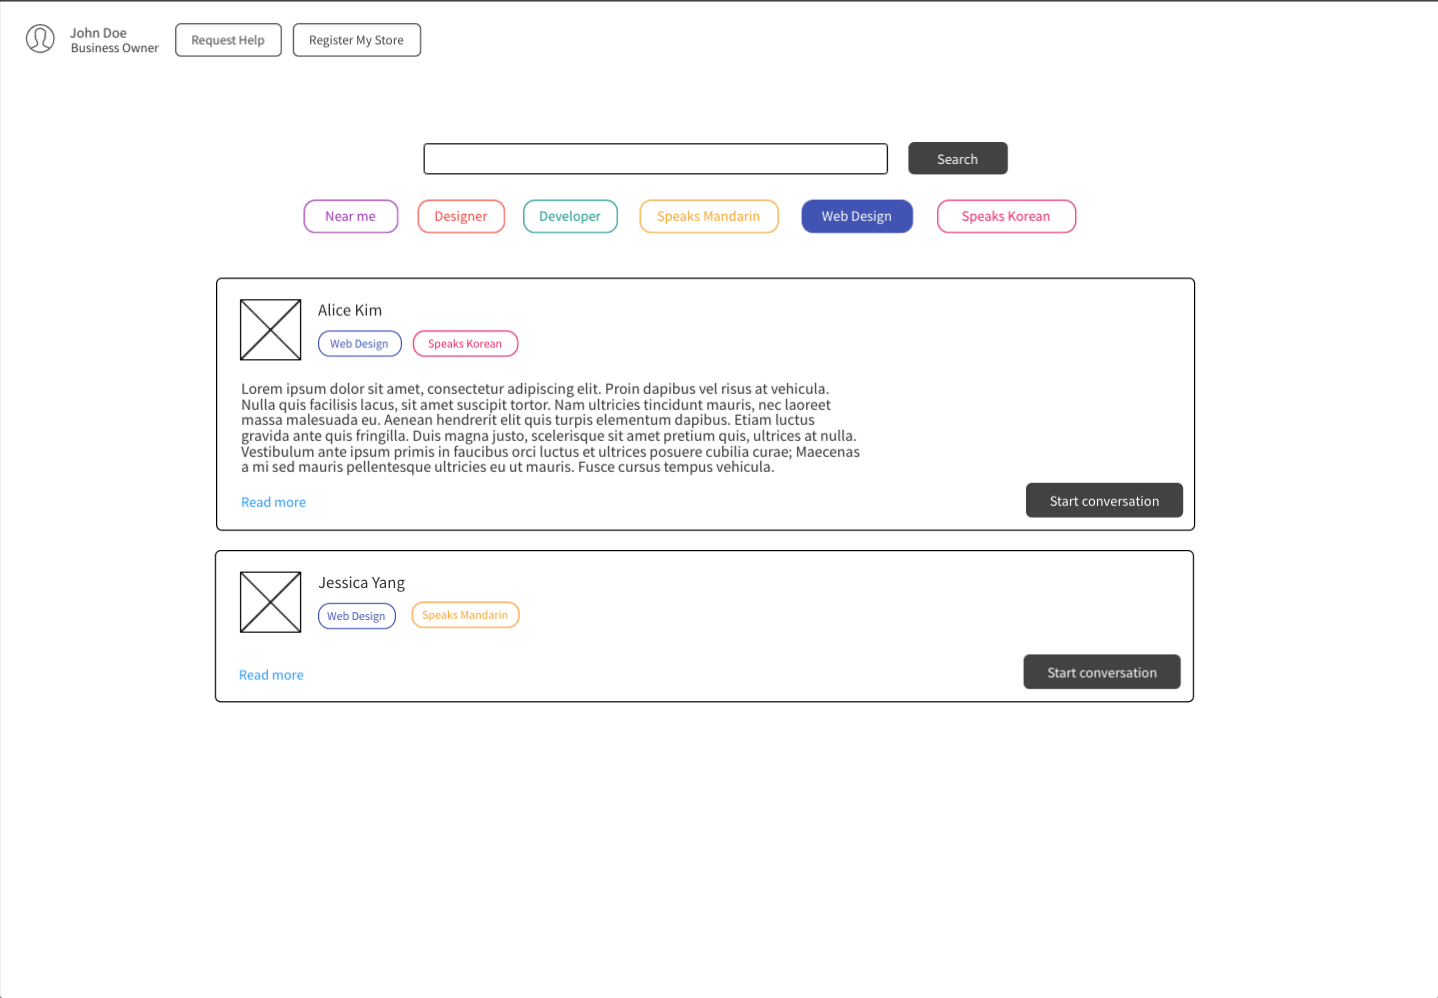 John Doe
Business Owner
Request Help
Register My Store
Search
Near me
Designer
Developer
Speaks Mandarin
Web Design
Speaks Korean
Alice Kim
Web Design
Speaks Korean
Lorem ipsum dolor sit amet, consectetur adipiscing elit. Proin dapibus vel risus at vehicula.
Nulla quis facilisis lacus, sit amet suscipit tortor. Nam ultricies tincidunt mauris, nec laoreet
massa malesuada eu. Aenean hendrerit elit quis turpis elementum dapibus. Etiam luctus
gravida ante quis fringilla. Duis magna justo, scelerisque sit amet pretium quis, ultrices at nulla.
Vestibulum ante ipsum primis in faucibus orci luctus et ultrices posuere cubilia curae; Maecenas
a mi sed mauris pellentesque ultricies eu ut mauris. Fusce cursus tempus vehicula.
Read more
Start conversation
Jessica Yang
Web Design
Speaks Mandarin
Read more
Start conversation